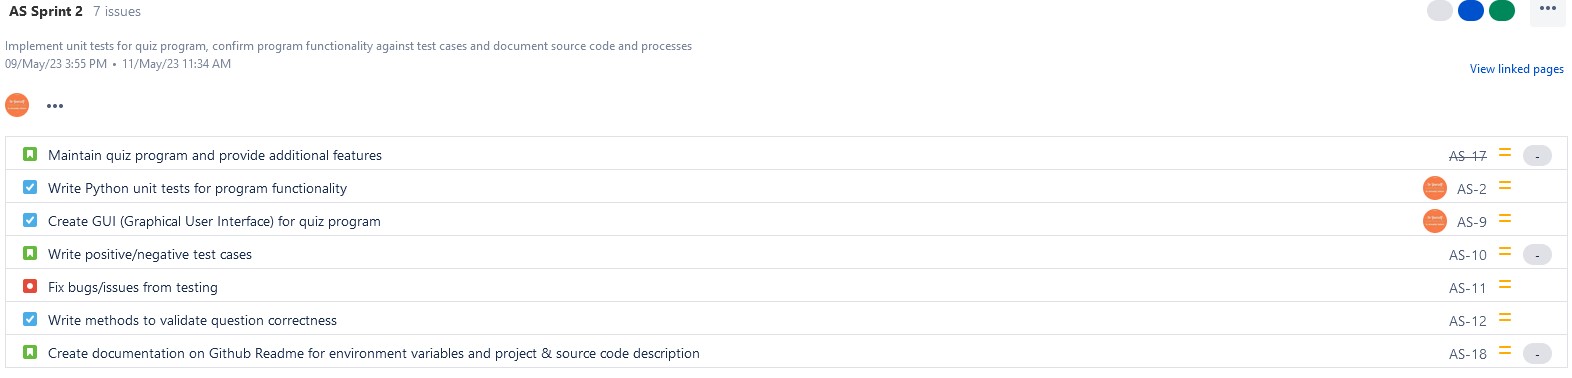 AS Sprint 2 7 issues
Implement unit tests for quiz program, confirm program functionality against test cases and document source code and processes
09/May/23 3:55 PM • 11/May/23 11:34 AM
View linked pages
Maintain quiz program and provide additional features AS-17 -
Write Python unit tests for program functionality AS-2
Create GUI (Graphical User Interface) for quiz program AS-9
Write positive/negative test cases AS-10 -
Fix bugs/issues from testing AS-11
Write methods to validate question correctness AS-12
Create documentation on Github Readme for environment variables and project & source code description AS-18 -